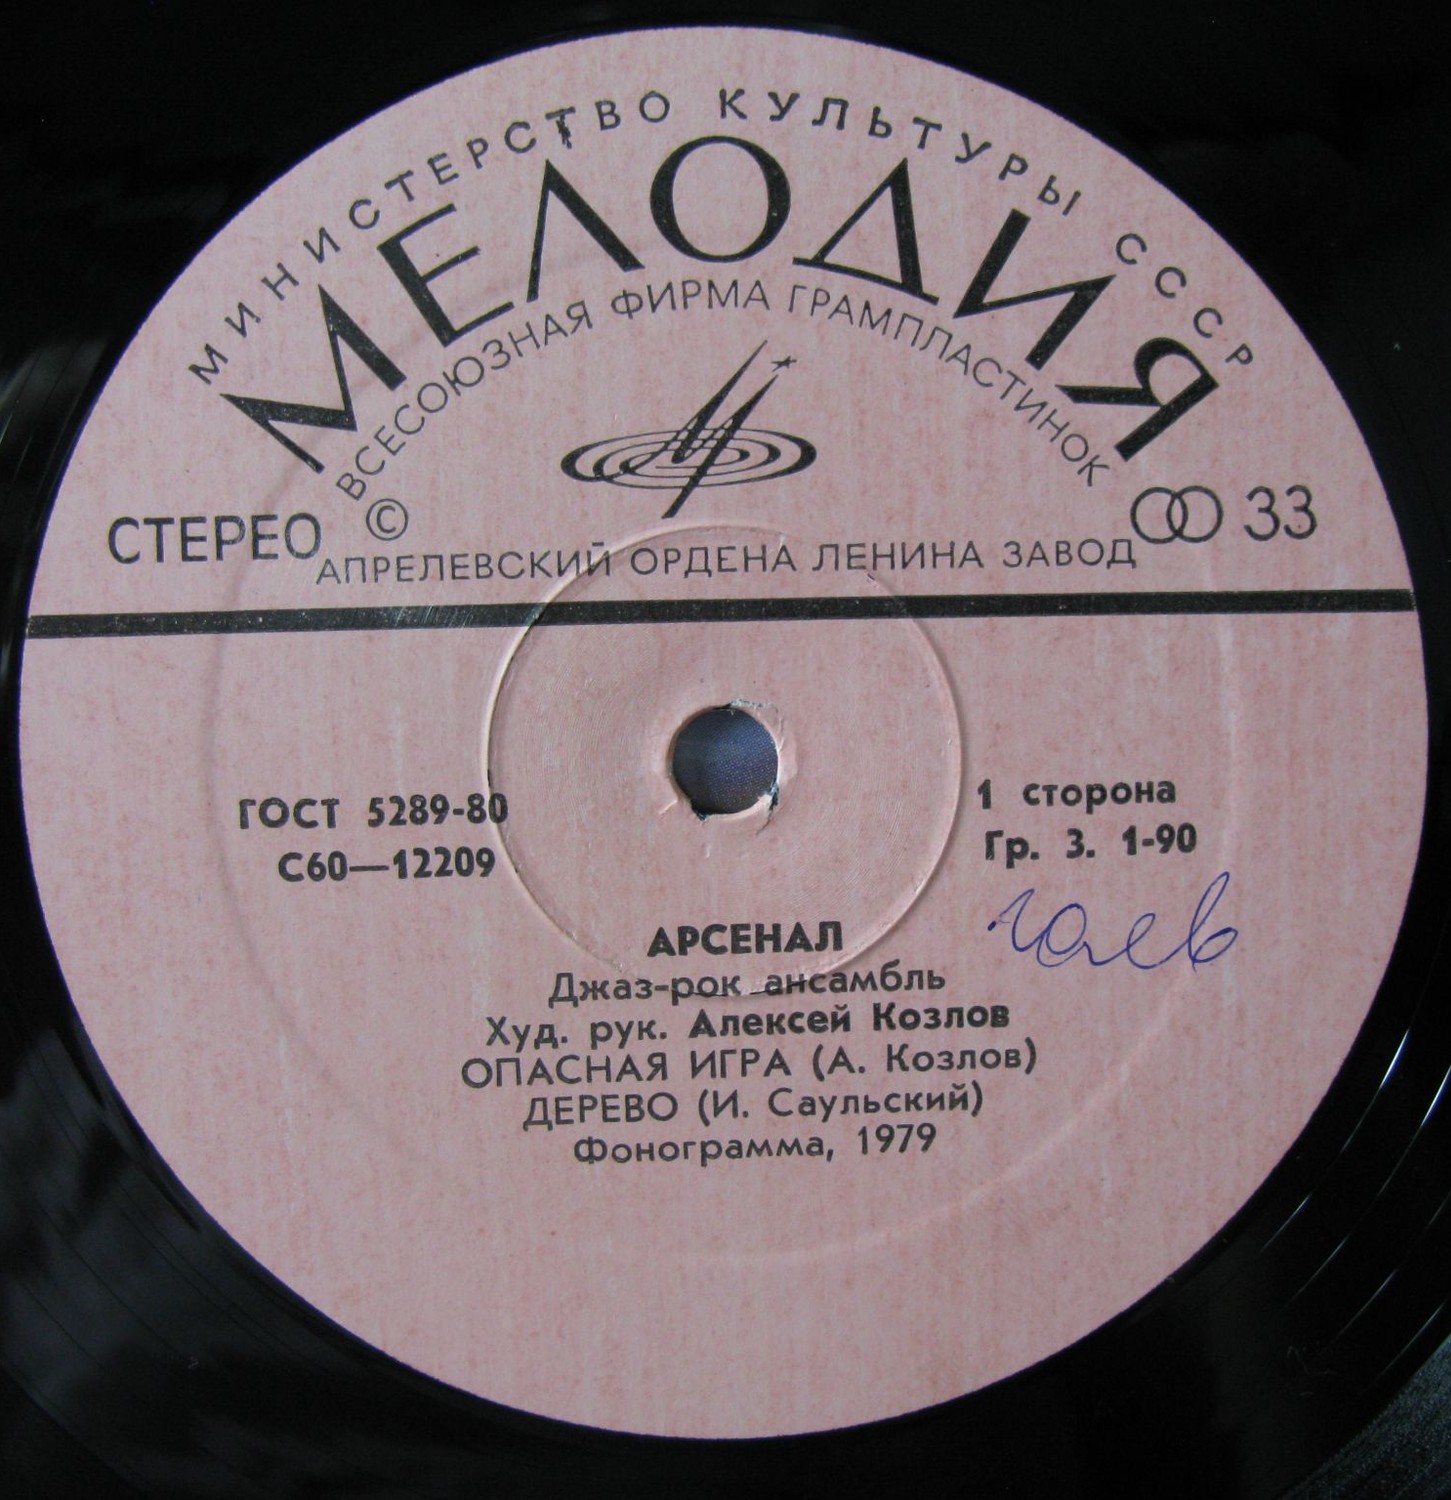 МИНИСТЕРСТВО КУЛЬТУРЫ СССР
МЕЛОДИЯ
ВСЕСОЮЗНАЯ ФИРМА ГРАМПЛАСТИНОК
СТЕРЕО © 33
АПРЕЛЕВСКИЙ ОРДЕНА ЛЕНИНА ЗАВОД
ГОСТ 5289-80
С60—12209
1 сторона
Гр. 3. 1-90
АРСЕНАЛ
Джаз-рок ансамбль
Худ. рук. Алексей Козлов
ОПАСНАЯ ИГРА (А. Козлов)
ДЕРЕВО (И. Саульский)
Фонограмма, 1979